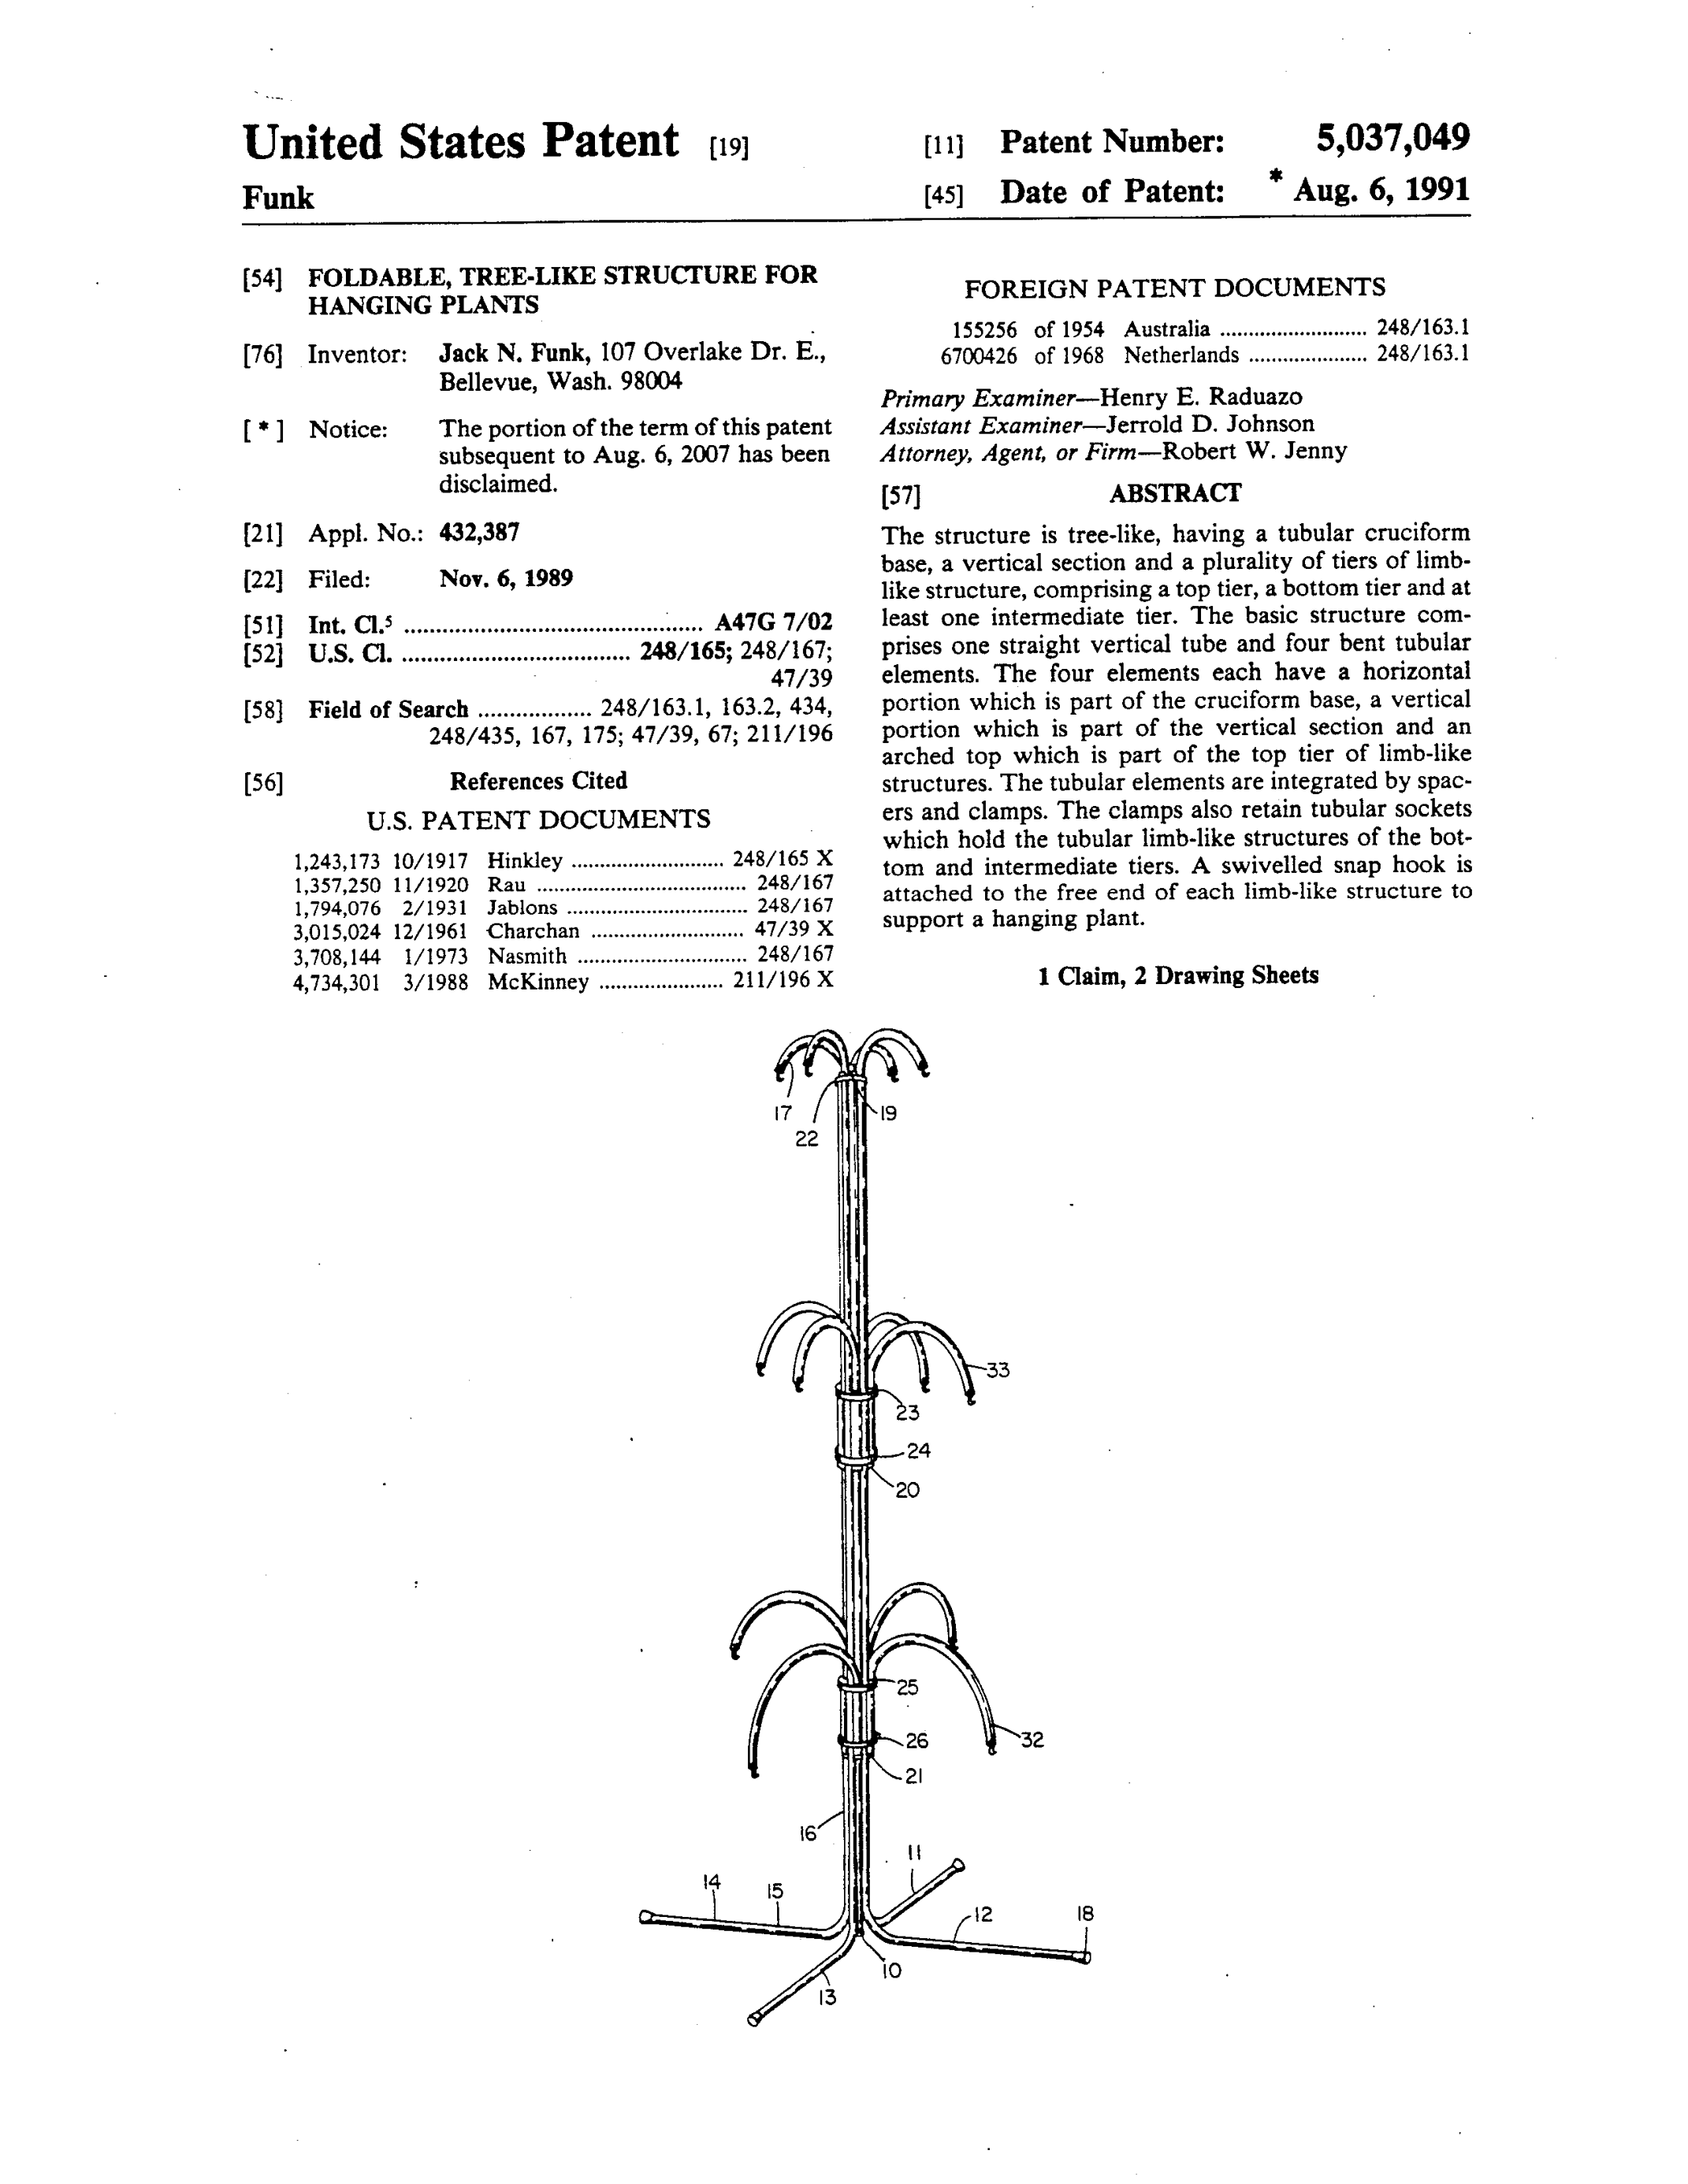 United States Patent [19]
Funk
[11] Patent Number: 5,037,049
[45] Date of Patent: * Aug. 6, 1991
[54] FOLDABLE, TREE-LIKE STRUCTURE FOR
HANGING PLANTS
[76] Inventor: Jack N. Funk, 107 Overlake Dr. E.,
Bellevue, Wash. 98004
[ * ] Notice: The portion of the term of this patent
subsequent to Aug. 6, 2007 has been
disclaimed.
[21] Appl. No.: 432,387
[22] Filed: Nov. 6, 1989
[51] Int. Cl.5 ............................................... A47G 7/02
[52] U.S. Cl. .................................... 248/165; 248/167;
47/39
[58] Field of Search .................. 248/163.1, 163.2, 434,
248/435, 167, 175; 47/39, 67; 211/196
[56] References Cited
U.S. PATENT DOCUMENTS
1,243,173 10/1917 Hinkley ........................... 248/165 X
1,357,250 11/1920 Rau ..................................... 248/167
1,794,076 2/1931 Jablons ................................ 248/167
3,015,024 12/1961 Charchan ........................... 47/39 X
3,708,144 1/1973 Nasmith .............................. 248/167
4,734,301 3/1988 McKinney ...................... 211/196 X
FOREIGN PATENT DOCUMENTS
155256 of 1954 Australia .......................... 248/163.1
6700426 of 1968 Netherlands ..................... 248/163.1
Primary Examiner—Henry E. Raduazo
Assistant Examiner—Jerrold D. Johnson
Attorney, Agent, or Firm—Robert W. Jenny
[57] ABSTRACT
The structure is tree-like, having a tubular cruciform
base, a vertical section and a plurality of tiers of limb-
like structure, comprising a top tier, a bottom tier and at
least one intermediate tier. The basic structure com-
prises one straight vertical tube and four bent tubular
elements. The four elements each have a horizontal
portion which is part of the cruciform base, a vertical
portion which is part of the vertical section and an
arched top which is part of the top tier of limb-like
structures. The tubular elements are integrated by spac-
ers and clamps. The clamps also retain tubular sockets
which hold the tubular limb-like structures of the bot-
tom and intermediate tiers. A swivelled snap hook is
attached to the free end of each limb-like structure to
support a hanging plant.
1 Claim, 2 Drawing Sheets
17
19
22
33
23
24
20
25
26
32
21
16
11
14
15
12
18
10
13